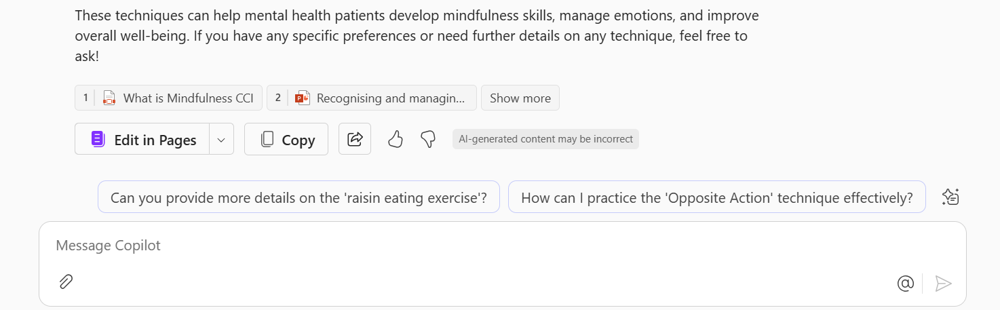 These techniques can help mental health patients develop mindfulness skills, manage emotions, and improve
overall well-being. If you have any specific preferences or need further details on any technique, feel free to
ask!
1 What is Mindfulness CCI 2 Recognising and managin... Show more
Edit in Pages Copy AI-generated content may be incorrect
Can you provide more details on the 'raisin eating exercise'? How can I practice the 'Opposite Action' technique effectively?
Message Copilot
@